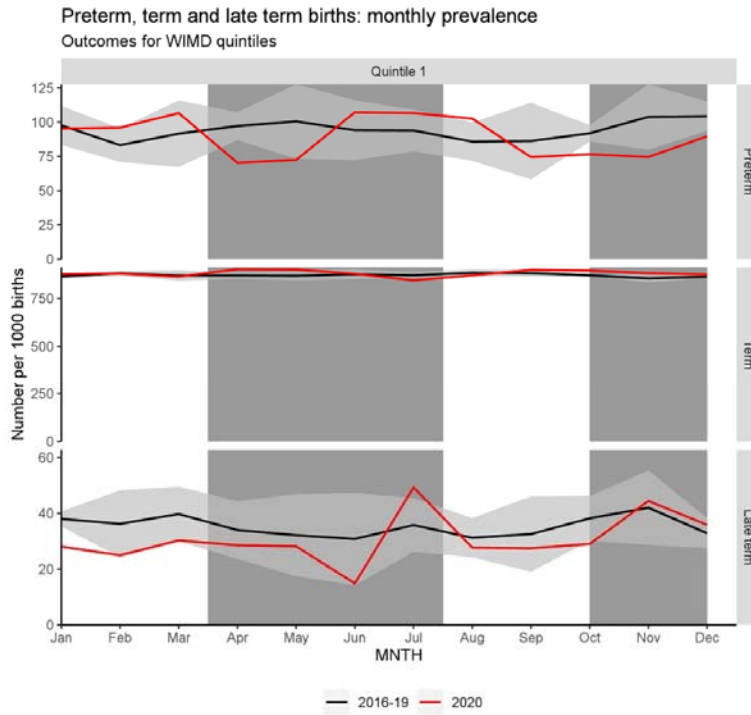 Preterm, term and late term births: monthly prevalence
Outcomes for WIMD quintiles
Quintile 1
125
100
75
50
25
0
Preterm
750
500
250
0
Term
60
40
20
0
Late term
Number per 1000 births
Jan Feb Mar Apr May Jun Jul Aug Sep Oct Nov Dec
MNTH
2016-19 2020